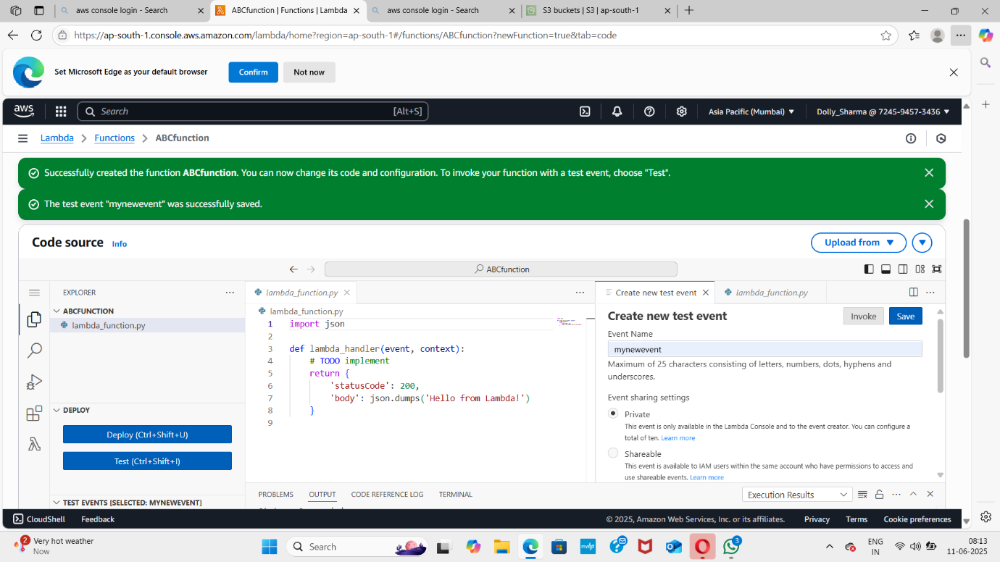 aws console login - Search
ABCfunction | Functions | Lambda
aws console login - Search
S3 buckets | S3 | ap-south-1
https://ap-south-1.console.aws.amazon.com/lambda/home?region=ap-south-1#/functions/ABCfunction?newFunction=true&tab=code
Set Microsoft Edge as your default browser
Confirm
Not now
aws
Search
[Alt+S]
Asia Pacific (Mumbai)
Dolly_Sharma @ 7245-9457-3436
Lambda
Functions
ABCfunction
Successfully created the function ABCfunction. You can now change its code and configuration. To invoke your function with a test event, choose "Test".
The test event "mynewevent" was successfully saved.
Code source
Info
Upload from
ABCfunction
EXPLORER
ABCFUNCTION
lambda_function.py
DEPLOY
Deploy (Ctrl+Shift+U)
Test (Ctrl+Shift+I)
TEST EVENTS [SELECTED: MYNEWEVENT]
lambda_function.py
lambda_function.py
1 import json
2
3 def lambda_handler(event, context):
4 # TODO implement
5 return {
6 'statusCode': 200,
7 'body': json.dumps('Hello from Lambda!')
8 }
9
Create new test event
lambda_function.py
Create new test event
Invoke
Save
Event Name
mynewevent
Maximum of 25 characters consisting of letters, numbers, dots, hyphens and
underscores.
Event sharing settings
Private
This event is only available in the Lambda Console and to the event creator. You can configure a
total of ten. Learn more
Shareable
This event is available to IAM users within the same account who have permissions to access and
use shareable events. Learn more
PROBLEMS
OUTPUT
CODE REFERENCE LOG
TERMINAL
Execution Results
CloudShell
Feedback
© 2025, Amazon Web Services, Inc. or its affiliates.
Privacy
Terms
Cookie preferences
2
Very hot weather
Now
Search
myhp
3
ENG
IN
08:13
11-06-2025